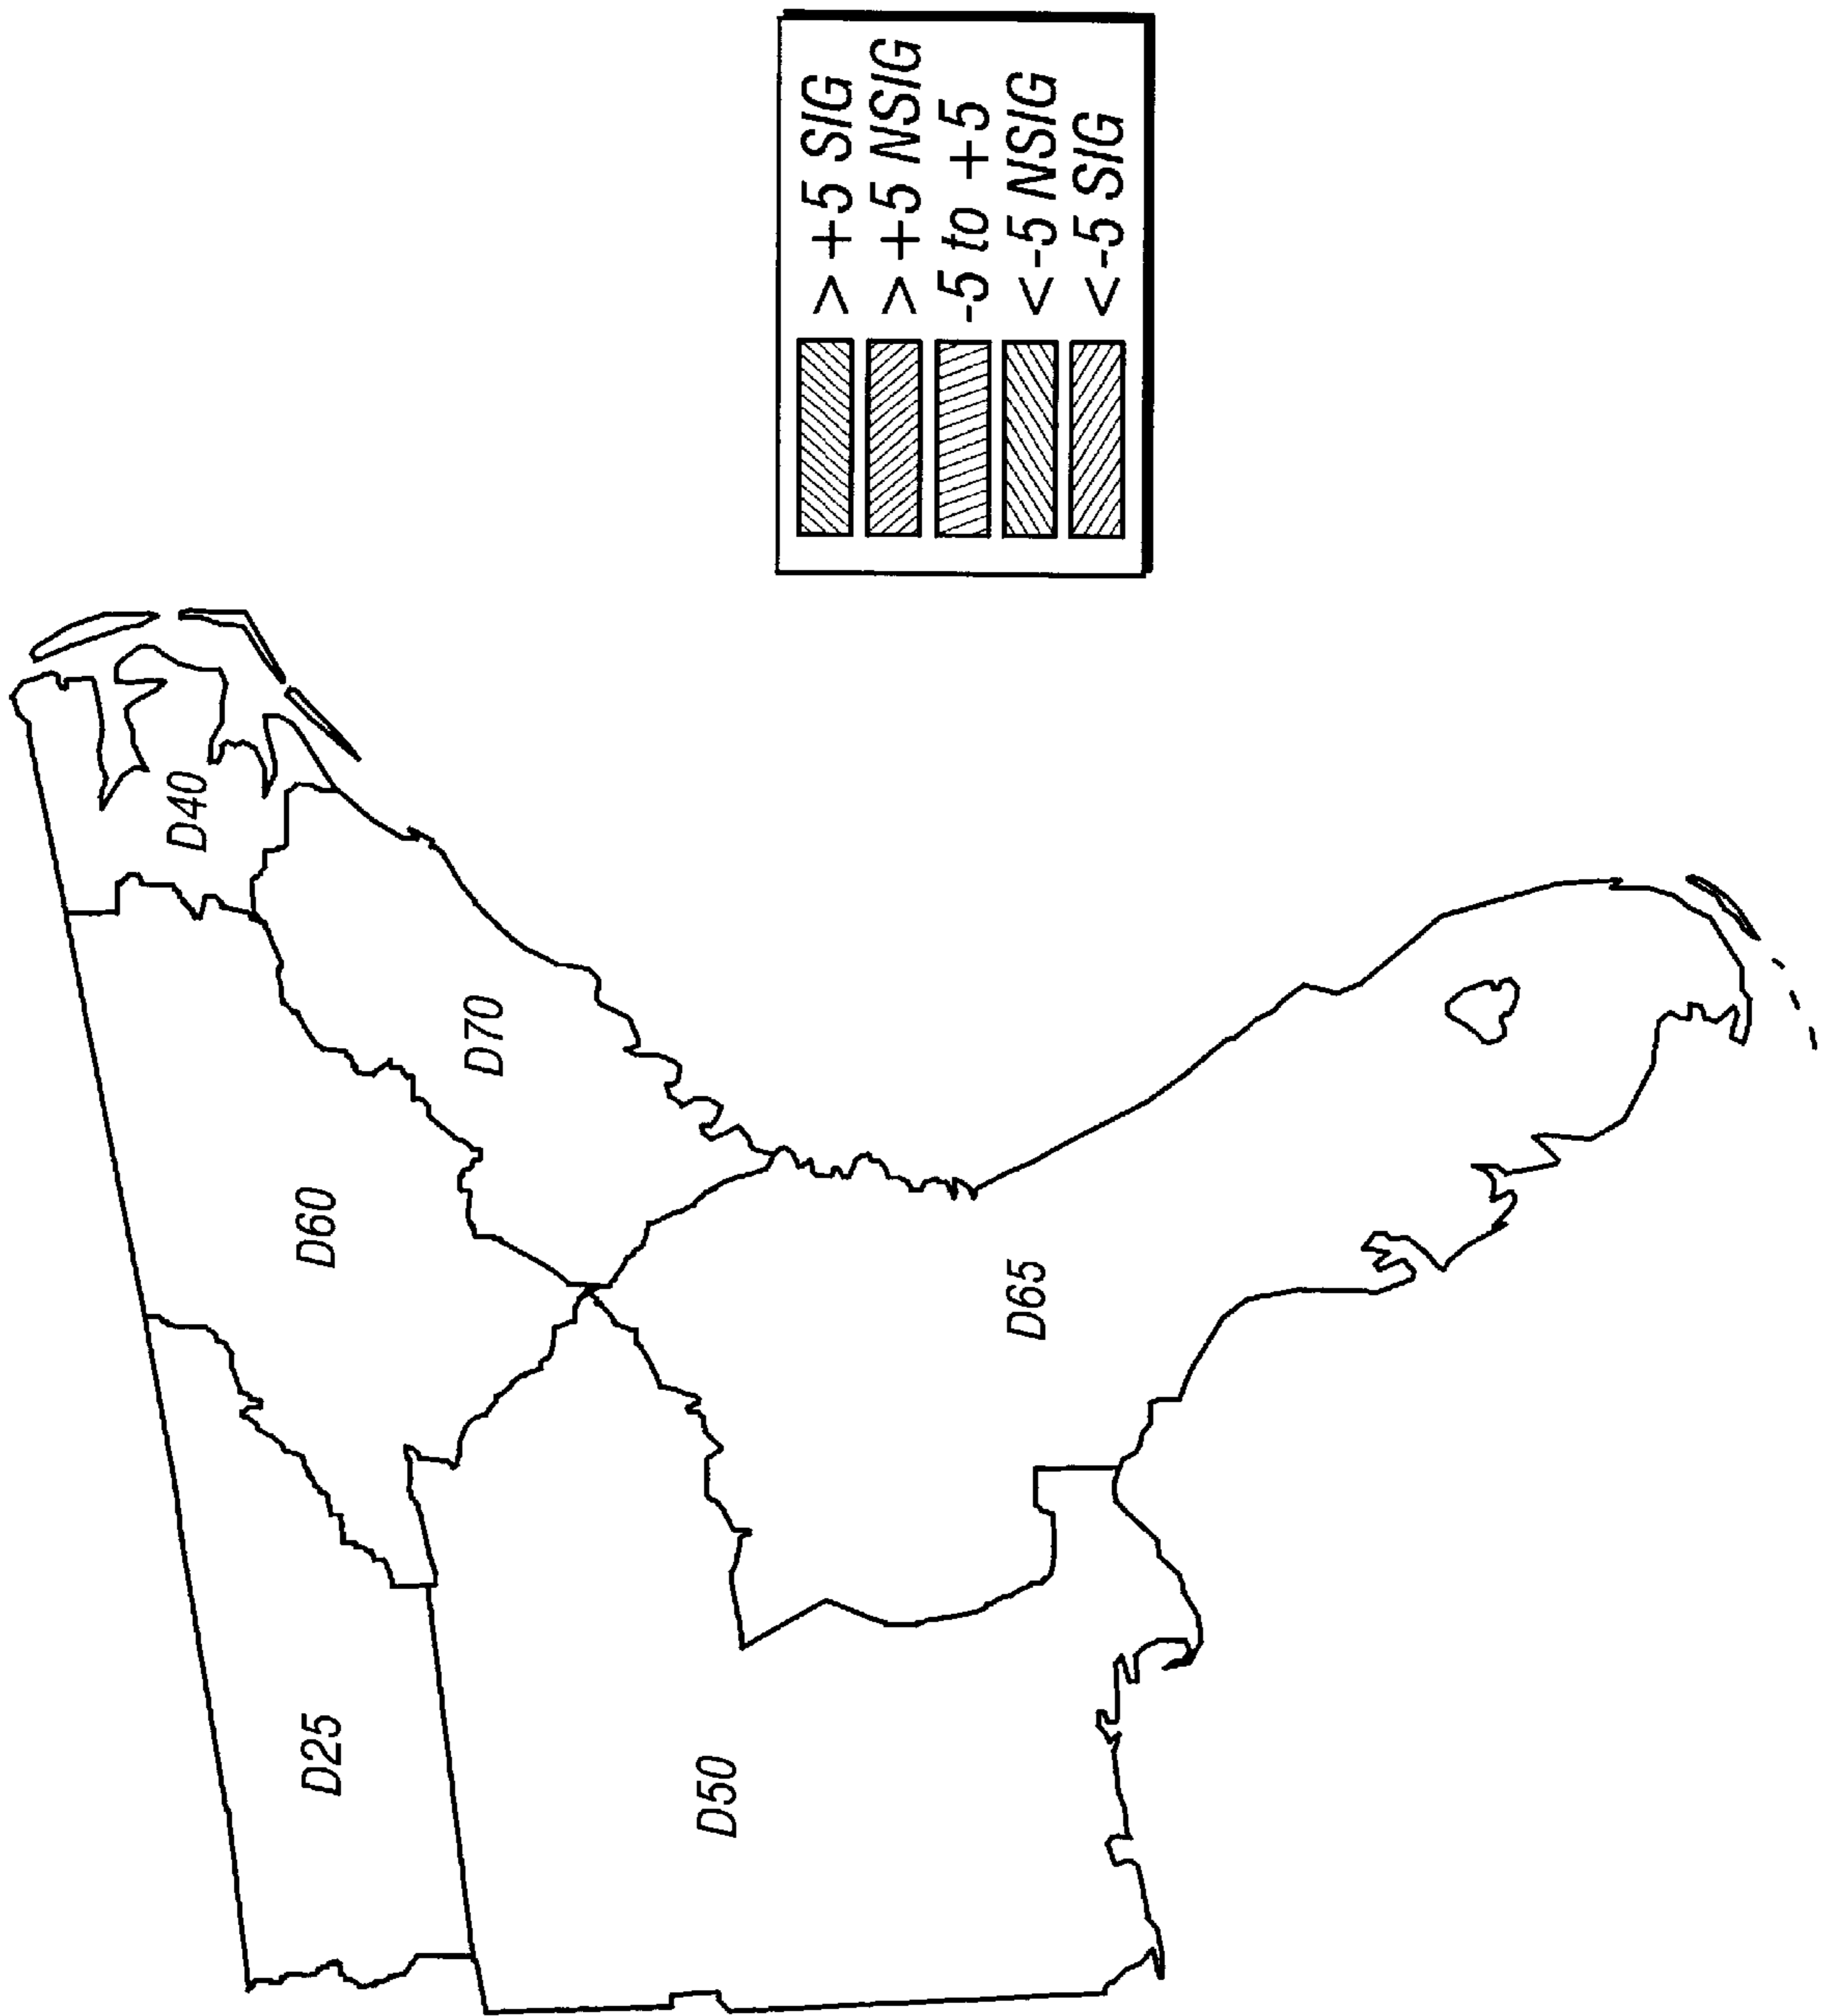 > +5 SIG
> +5 NSIG
-5 to +5
< -5 NSIG
< -5 SIG
D40
D70
D60
D65
D25
D50